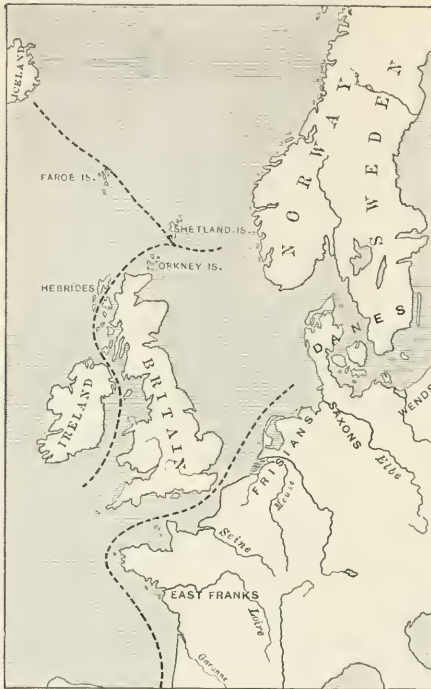 ICELAND
FAROE IS.
SHETLAND IS.
ORKNEY IS.
HEBRIDES
NORWAY
SWEDEN
DANES
IRELAND
BRITAIN
WENDS
SAXONS
FRISIANS
Elbe
Meuse
Seine
EAST FRANKS
Loire
Garonne